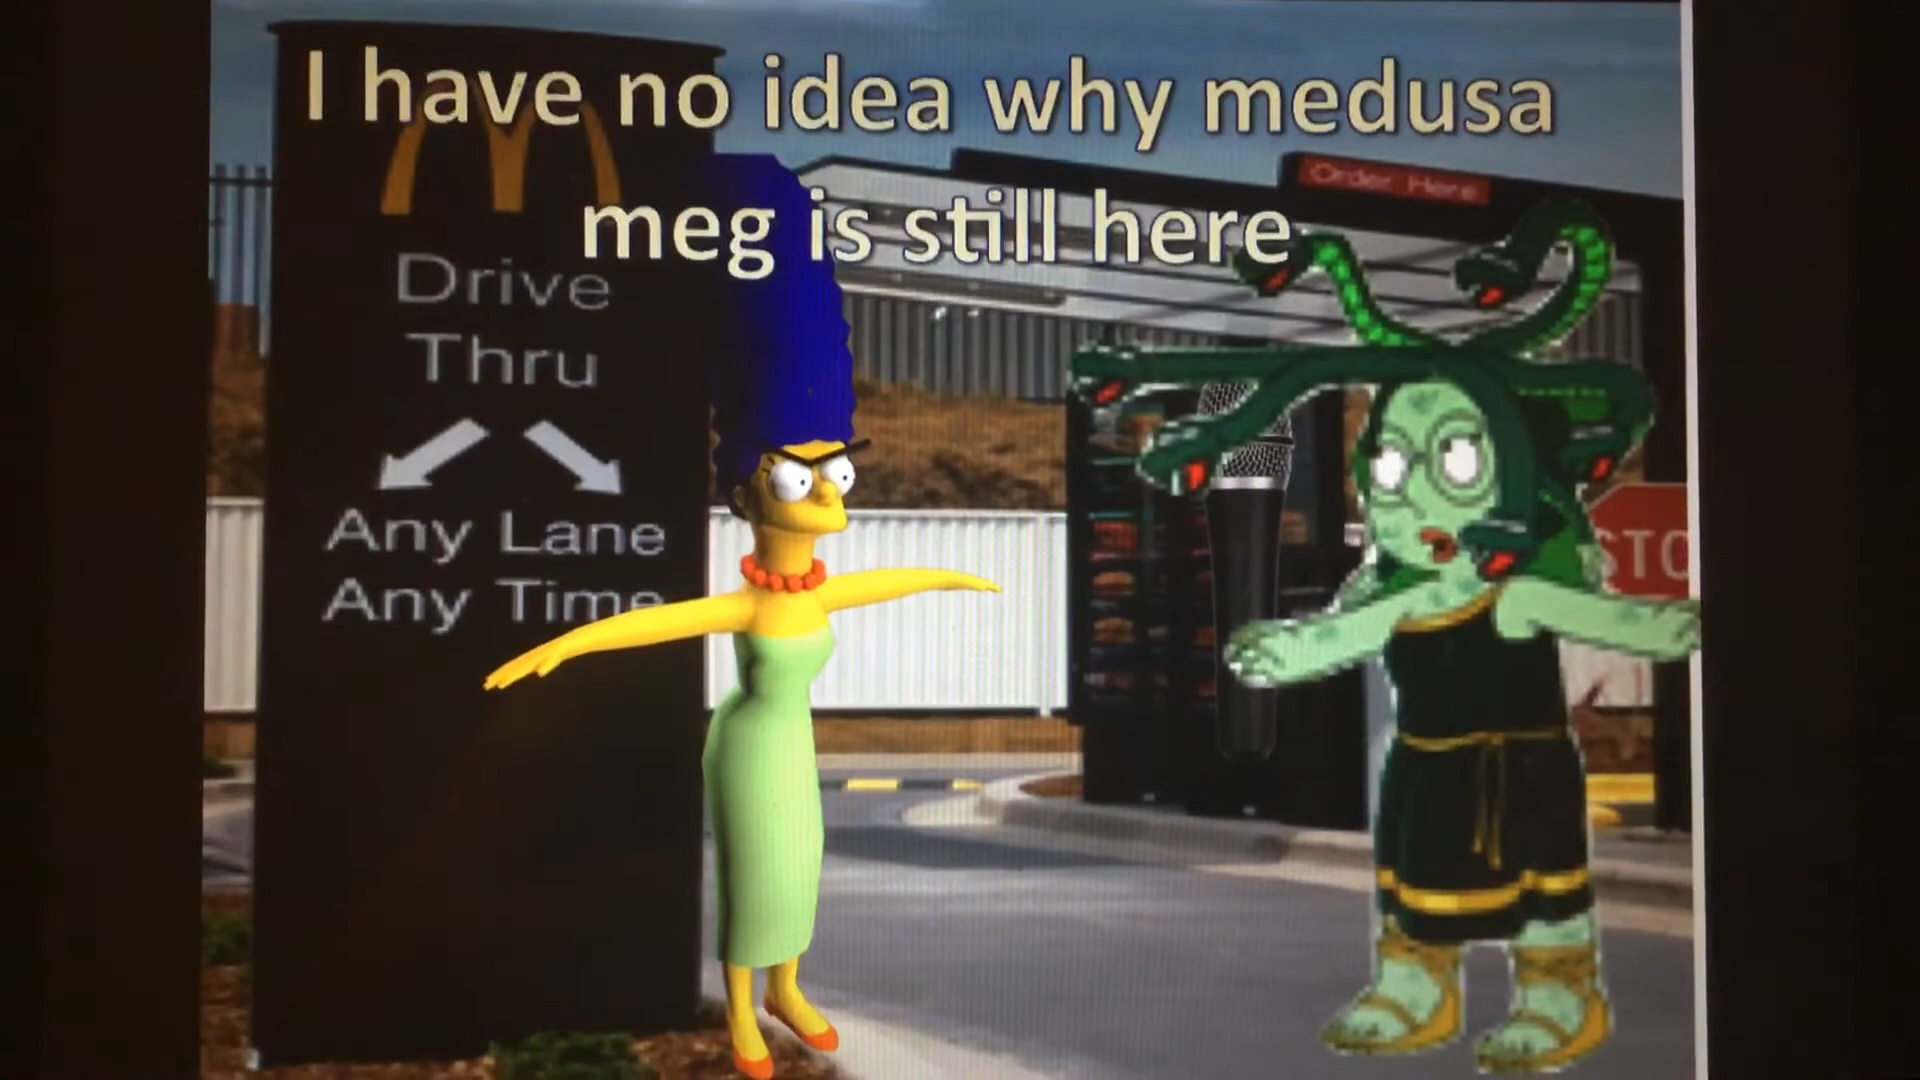 I have no idea why medusa
meg is still here
Order Here
Drive
Thru
Any Lane
Any Time
STO